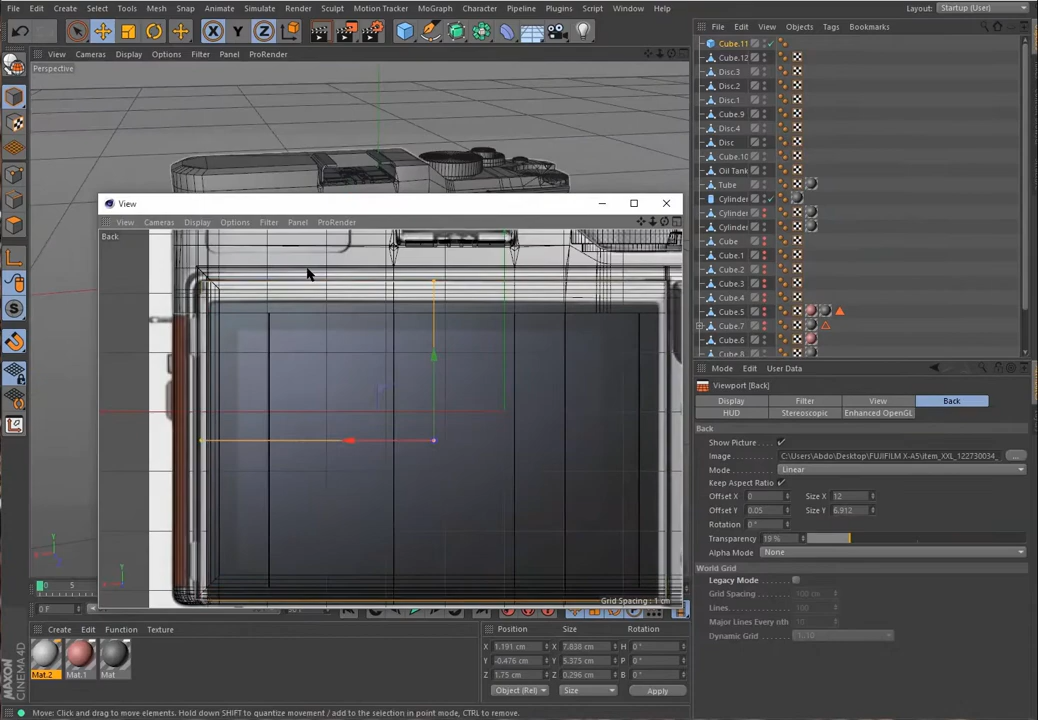 File Edit Create Select Tools Mesh Snap Animate Simulate Render Sculpt Motion Tracker MoGraph Character Pipeline Plugins Script Window Help
Layout: Startup (User)
X Y Z
View Cameras Display Options Filter Panel ProRender
Perspective
View
View Cameras Display Options Filter Panel ProRender
Back
Grid Spacing : 1 cm
File Edit View Objects Tags Bookmarks
Cube.11
Cube.12
Disc.3
Disc.2
Disc.1
Cube.9
Disc.4
Disc
Cube.10
Oil Tank
Tube
Cylinder
Cylinder
Cylinder
Cube
Cube.1
Cube.2
Cube.3
Cube.4
Cube.5
Cube.7
Cube.6
Cube.8
Mode Edit User Data
Viewport [Back]
Display Filter View Back
HUD Stereoscopic Enhanced OpenGL
Back
Show Picture
Image C:\Users\Abdo\Desktop\FUJIFILM X-A5\item_XXL_122730034_ ...
Mode Linear
Keep Aspect Ratio
Offset X 0 Size X 12
Offset Y 0.05 Size Y 6.912
Rotation 0 °
Transparency 19 %
Alpha Mode None
World Grid
Legacy Mode
Grid Spacing 100 cm
Lines
Major Lines Every nth 10
Dynamic Grid 1..10
0 5
0 F
Create Edit Function Texture
Mat.2 Mat.1 Mat
Position Size Rotation
X 1.191 cm X 7.838 cm H 0 °
Y -0.476 cm Y 5.375 cm P 0 °
Z 1.75 cm Z 0.296 cm B 0 °
Object (Rel) Size Apply
MAXON CINEMA4D
Move: Click and drag to move elements. Hold down SHIFT to quantize movement / add to the selection in point mode, CTRL to remove.